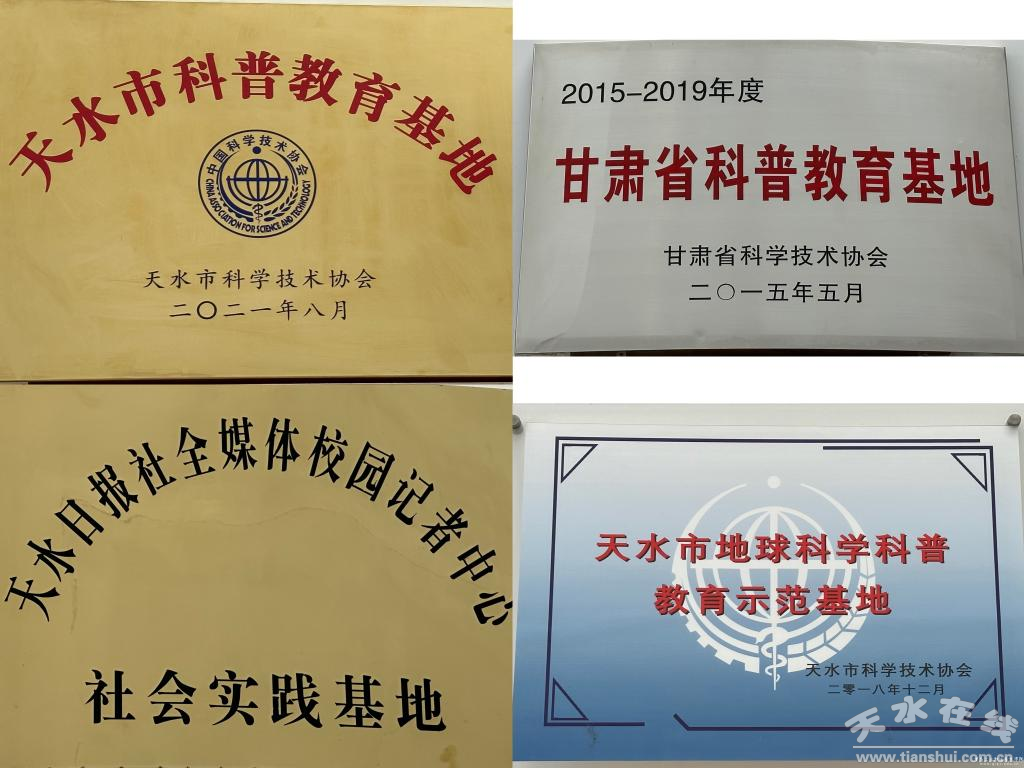 天水市科普教育基地
中国科学技术协会
CHINA ASSOCIATION FOR SCIENCE AND TECHNOLOGY
天水市科学技术协会
二〇二一年八月
2015-2019年度
甘肃省科普教育基地
甘肃省科学技术协会
二〇一五年五月
天水日报社全媒体校园记者中心
社会实践基地
天水市地球科学科普
教育示范基地
天水市科学技术协会
二零一八年十二月
天水在线
www.tianshui.com.cn